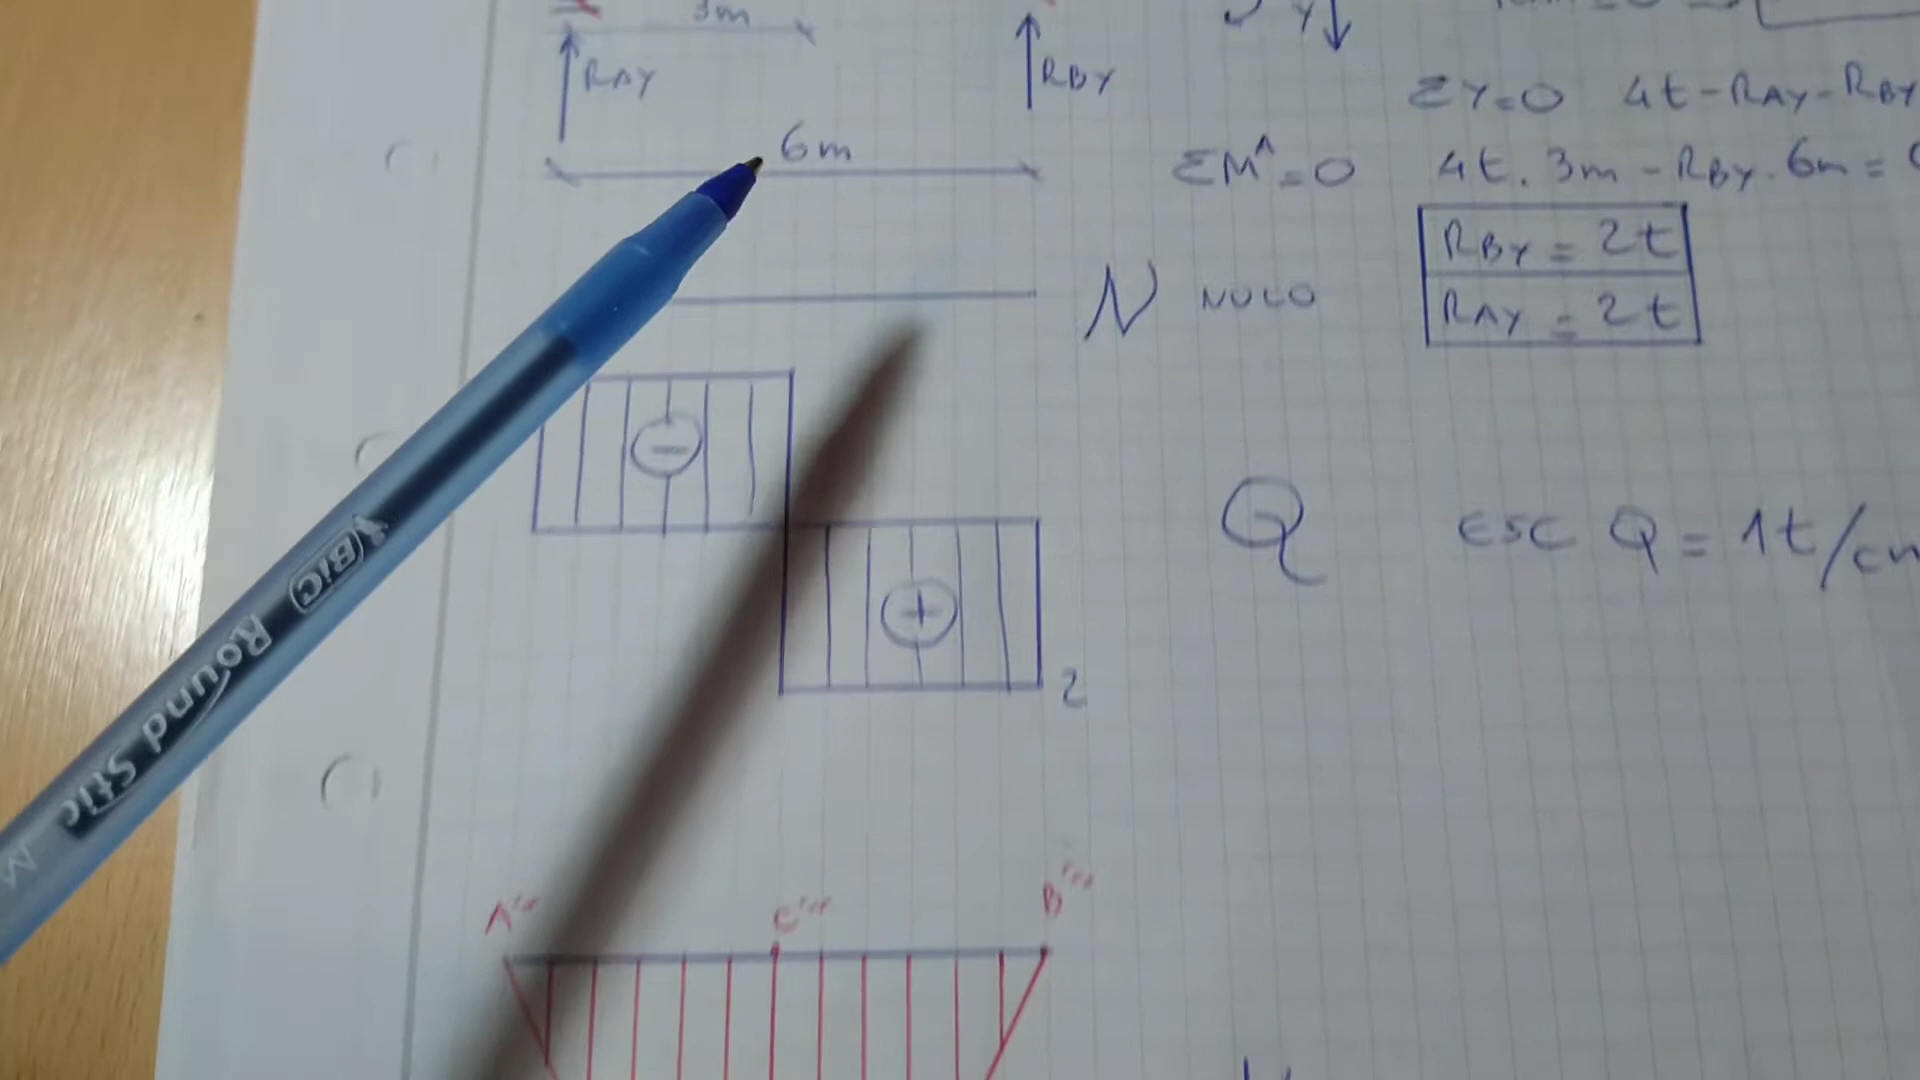 3m
RAY
RBY
Y
ΣY=0 4t-RAY-RBY
6m
ΣM^A=0 4t. 3m - RBY. 6m =
RBY = 2t
N NULO
RAY = 2t
-
Q ESC Q = 1t/cm
+
2
A''' C''' B'''
BIC Round Stic M